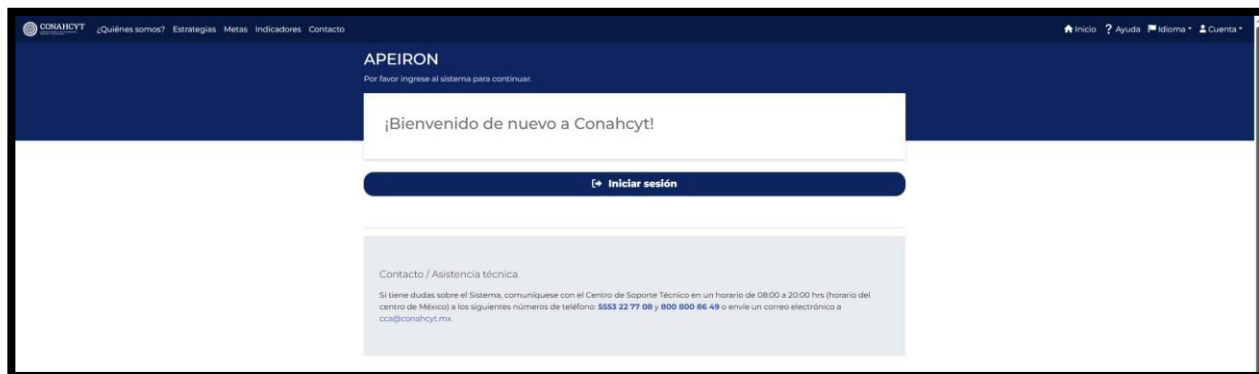 CONAHCYT ¿Quiénes somos? Estrategias Metas Indicadores Contacto Inicio ? Ayuda Idioma Cuenta
APEIRON
Por favor ingrese al sistema para continuar.
¡Bienvenido de nuevo a Conahcyt!
Iniciar sesión
Contacto / Asistencia técnica
Si tiene dudas sobre el Sistema, comuníquese con el Centro de Soporte Técnico en un horario de 08:00 a 20:00 hrs (horario del
centro de México) a los siguientes números de teléfono: 5553 22 77 08 y 800 800 86 49 o envíe un correo electrónico a
cca@conahcyt.mx